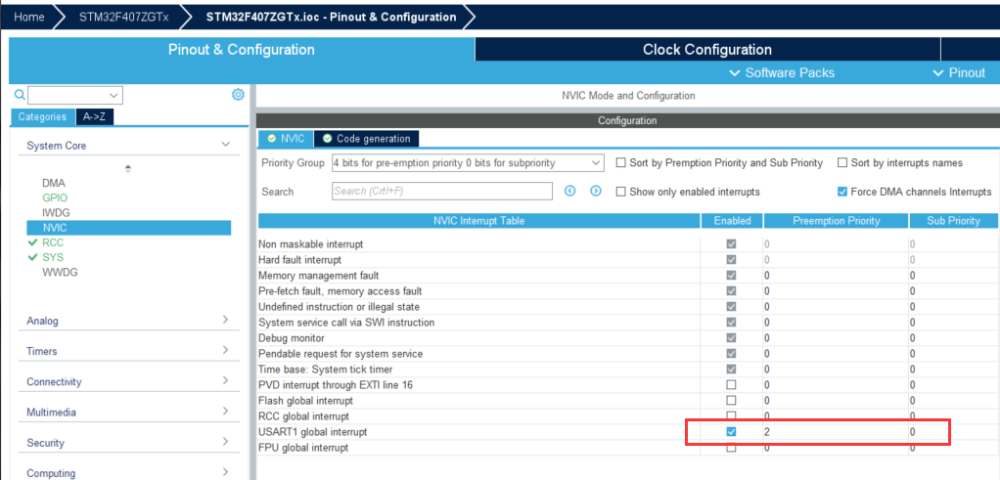 Home STM32F407ZGTx STM32F407ZGTx.ioc - Pinout & Configuration
Pinout & Configuration Clock Configuration
Software Packs Pinout
NVIC Mode and Configuration
Categories A->Z
Configuration
NVIC Code generation
System Core
Priority Group 4 bits for pre-emption priority 0 bits for subpriority Sort by Premption Priority and Sub Priority Sort by interrupts names
Search Search (CrtI+F) Show only enabled interrupts Force DMA channels Interrupts
DMA
GPIO
IWDG
NVIC
RCC
SYS
WWDG
Analog
Timers
Connectivity
Multimedia
Security
Computing
NVIC Interrupt Table Enabled Preemption Priority Sub Priority
Non maskable interrupt 0 0
Hard fault interrupt 0 0
Memory management fault 0 0
Pre-fetch fault, memory access fault 0 0
Undefined instruction or illegal state 0 0
System service call via SWI instruction 0 0
Debug monitor 0 0
Pendable request for system service 0 0
Time base: System tick timer 0 0
PVD interrupt through EXTI line 16 0 0
Flash global interrupt 0 0
RCC global interrupt 0 0
USART1 global interrupt 2 0
FPU global interrupt 0 0